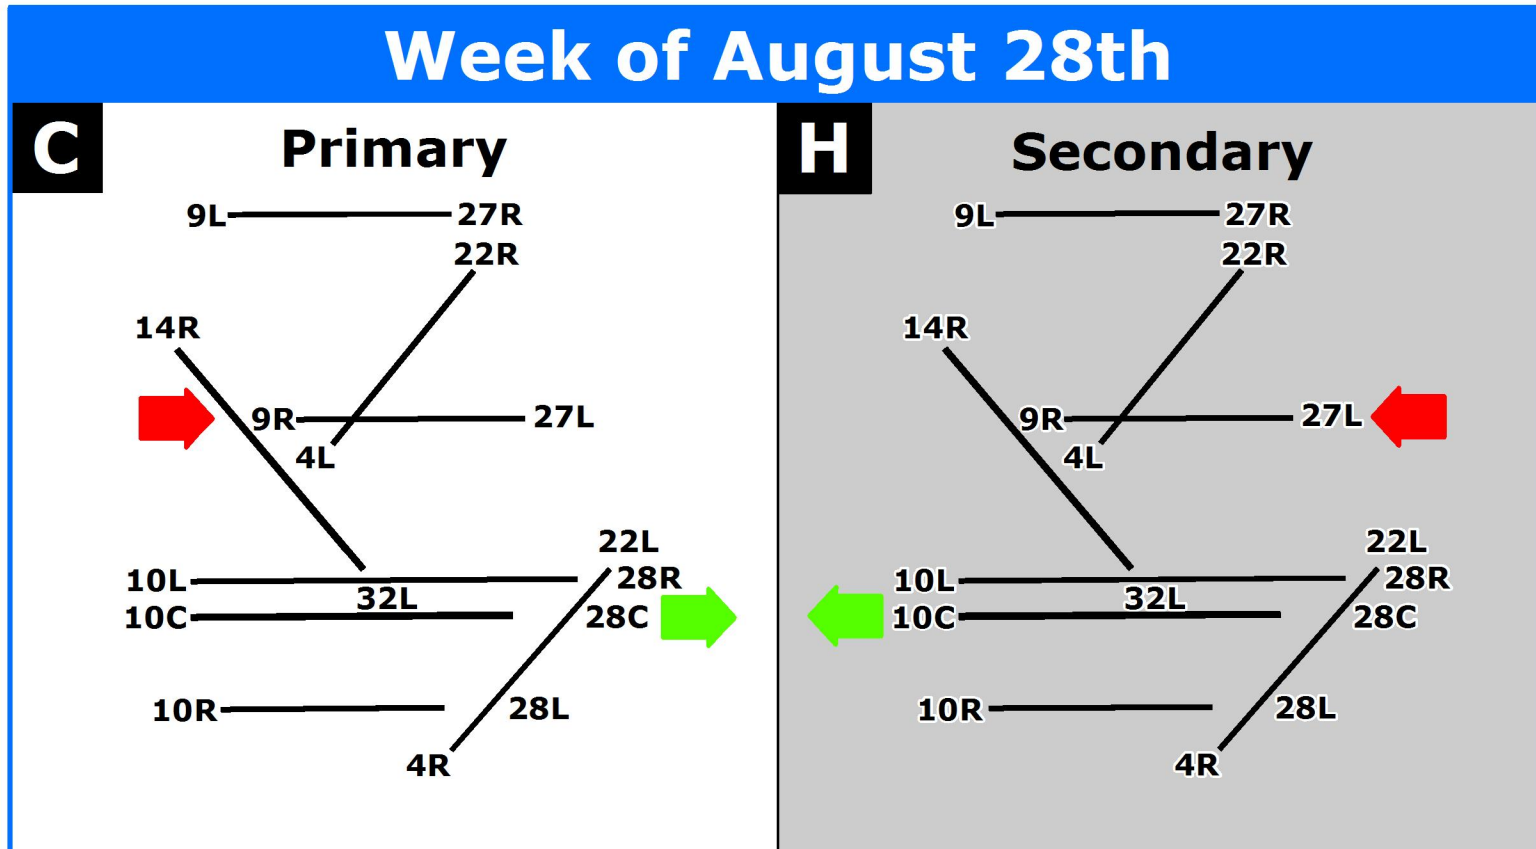 Week of August 28th
C
Primary
9L
27R
22R
14R
9R
27L
4L
22L
10L
28R
32L
10C
28C
10R
28L
4R
H
Secondary
9L
27R
22R
14R
9R
27L
4L
22L
10L
28R
32L
10C
28C
10R
28L
4R